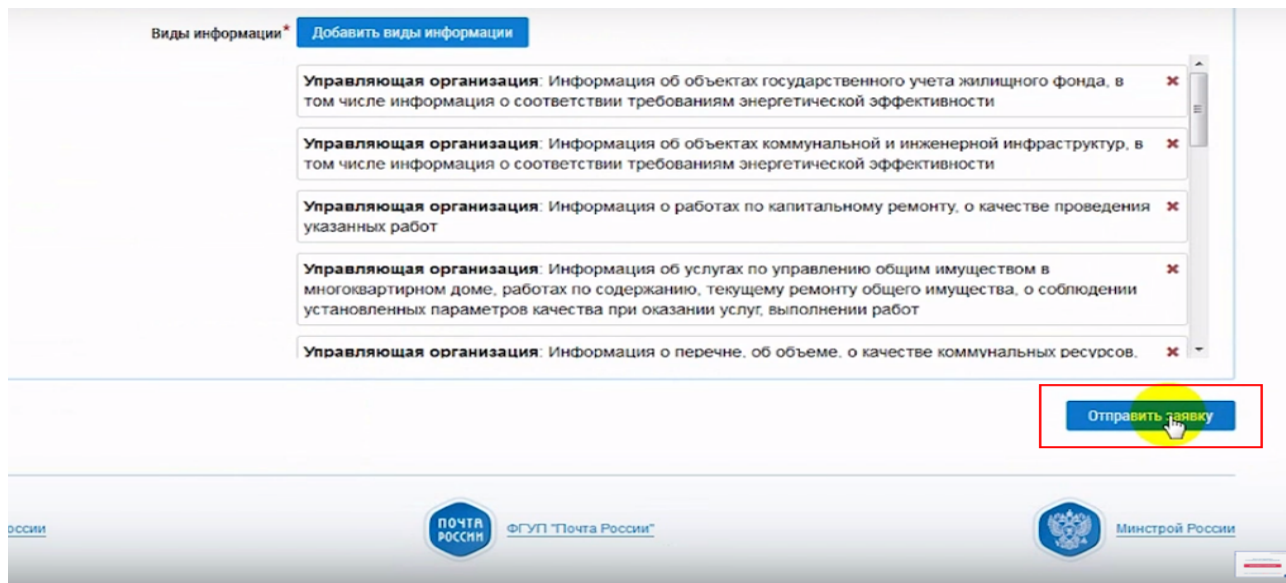 Виды информации*
Добавить виды информации
Управляющая организация: Информация об объектах государственного учета жилищного фонда, в
том числе информация о соответствии требованиям энергетической эффективности
Управляющая организация: Информация об объектах коммунальной и инженерной инфраструктур, в
том числе информация о соответствии требованиям энергетической эффективности
Управляющая организация: Информация о работах по капитальному ремонту, о качестве проведения
указанных работ
Управляющая организация: Информация об услугах по управлению общим имуществом в
многоквартирном доме, работах по содержанию, текущему ремонту общего имущества, о соблюдении
установленных параметров качества при оказании услуг, выполнении работ
Управляющая организация: Информация о перечне, об объеме, о качестве коммунальных ресурсов,
Отправить заявку
оссии
ПОЧТА
РОССИИ
ФГУП "Почта России"
Минстрой России